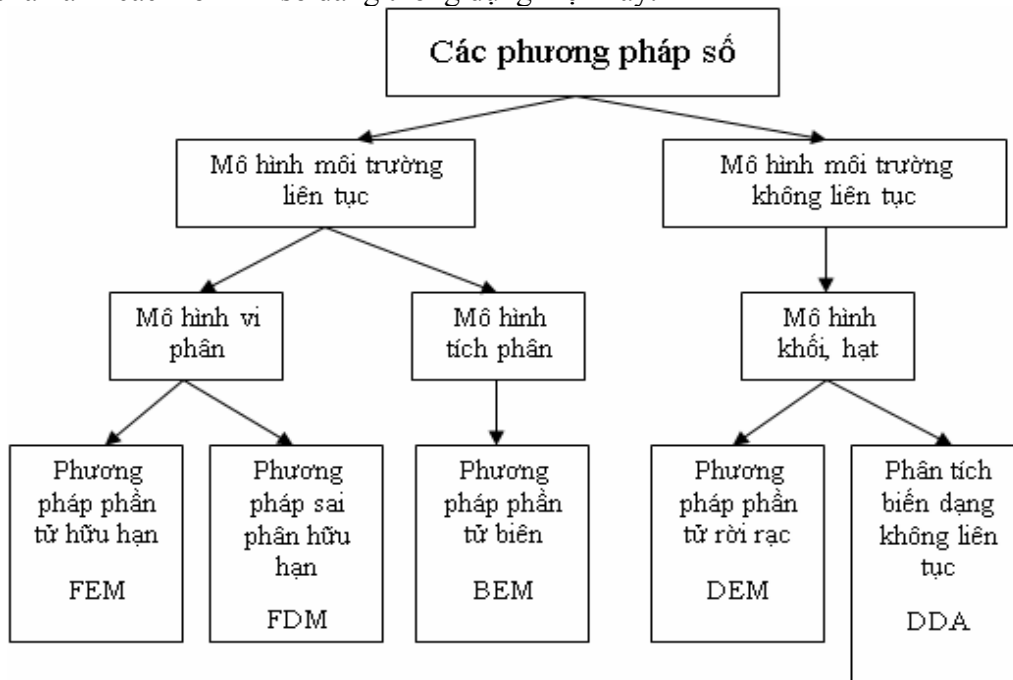 Các phương pháp số
Mô hình môi trường
liên tục
Mô hình môi trường
không liên tục
Mô hình vi
phân
Mô hình
tích phân
Mô hình
khối, hạt
Phương
pháp phần
tử hữu hạn
FEM
Phương
pháp sai
phân hữu
hạn
FDM
Phương
pháp phần
tử biên
BEM
Phương
pháp phần
tử rời rạc
DEM
Phân tích
biến dạng
không liên
tục
DDA